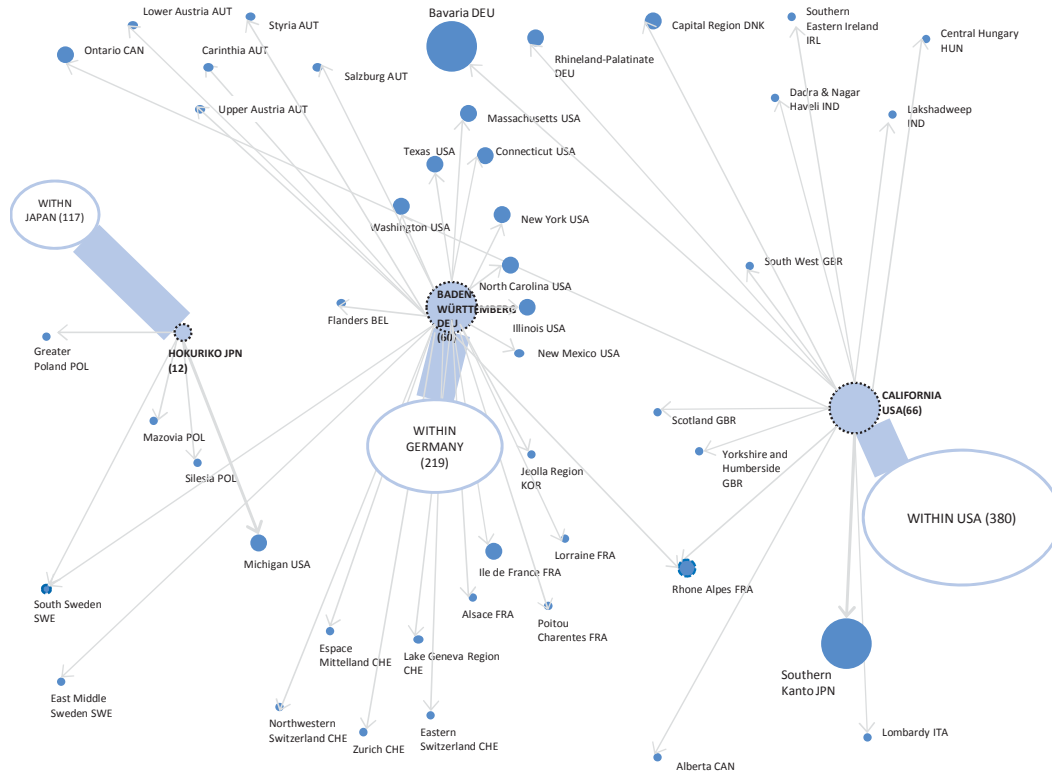 Lower Austria AUT
Styria AUT
Bavaria DEU
Capital Region DNK
Southern
Eastern Ireland
IRL
Central Hungary
HUN
Ontario CAN
Carinthia AUT
Salzburg AUT
Rhineland-Palatinate
DEU
Upper Austria AUT
Massachusetts USA
Dadra & Nagar
Haveli IND
Lakshadweep
IND
Texas USA
Connecticut USA
WITHN
JAPAN (117)
Washington USA
New York USA
South West GBR
North Carolina USA
BADEN-
WÜRTTEMBERG
DE J
(60)
Flanders BEL
Illinois USA
Greater
Poland POL
HOKURIKO JPN
(12)
New Mexico USA
CALIFORNIA
USA(66)
Mazovia POL
Scotland GBR
WITHIN
GERMANY
(219)
Silesia POL
Jeolla Region
KOR
Yorkshire and
Humberside
GBR
WITHIN USA (380)
Michigan USA
Ile de France FRA
Lorraine FRA
Rhone Alpes FRA
South Sweden
SWE
Alsace FRA
Poitou
Charentes FRA
Espace
Mittelland CHE
Lake Geneva Region
CHE
Southern
Kanto JPN
East Middle
Sweden SWE
Northwestern
Switzerland CHE
Zurich CHE
Eastern
Switzerland CHE
Lombardy ITA
Alberta CAN